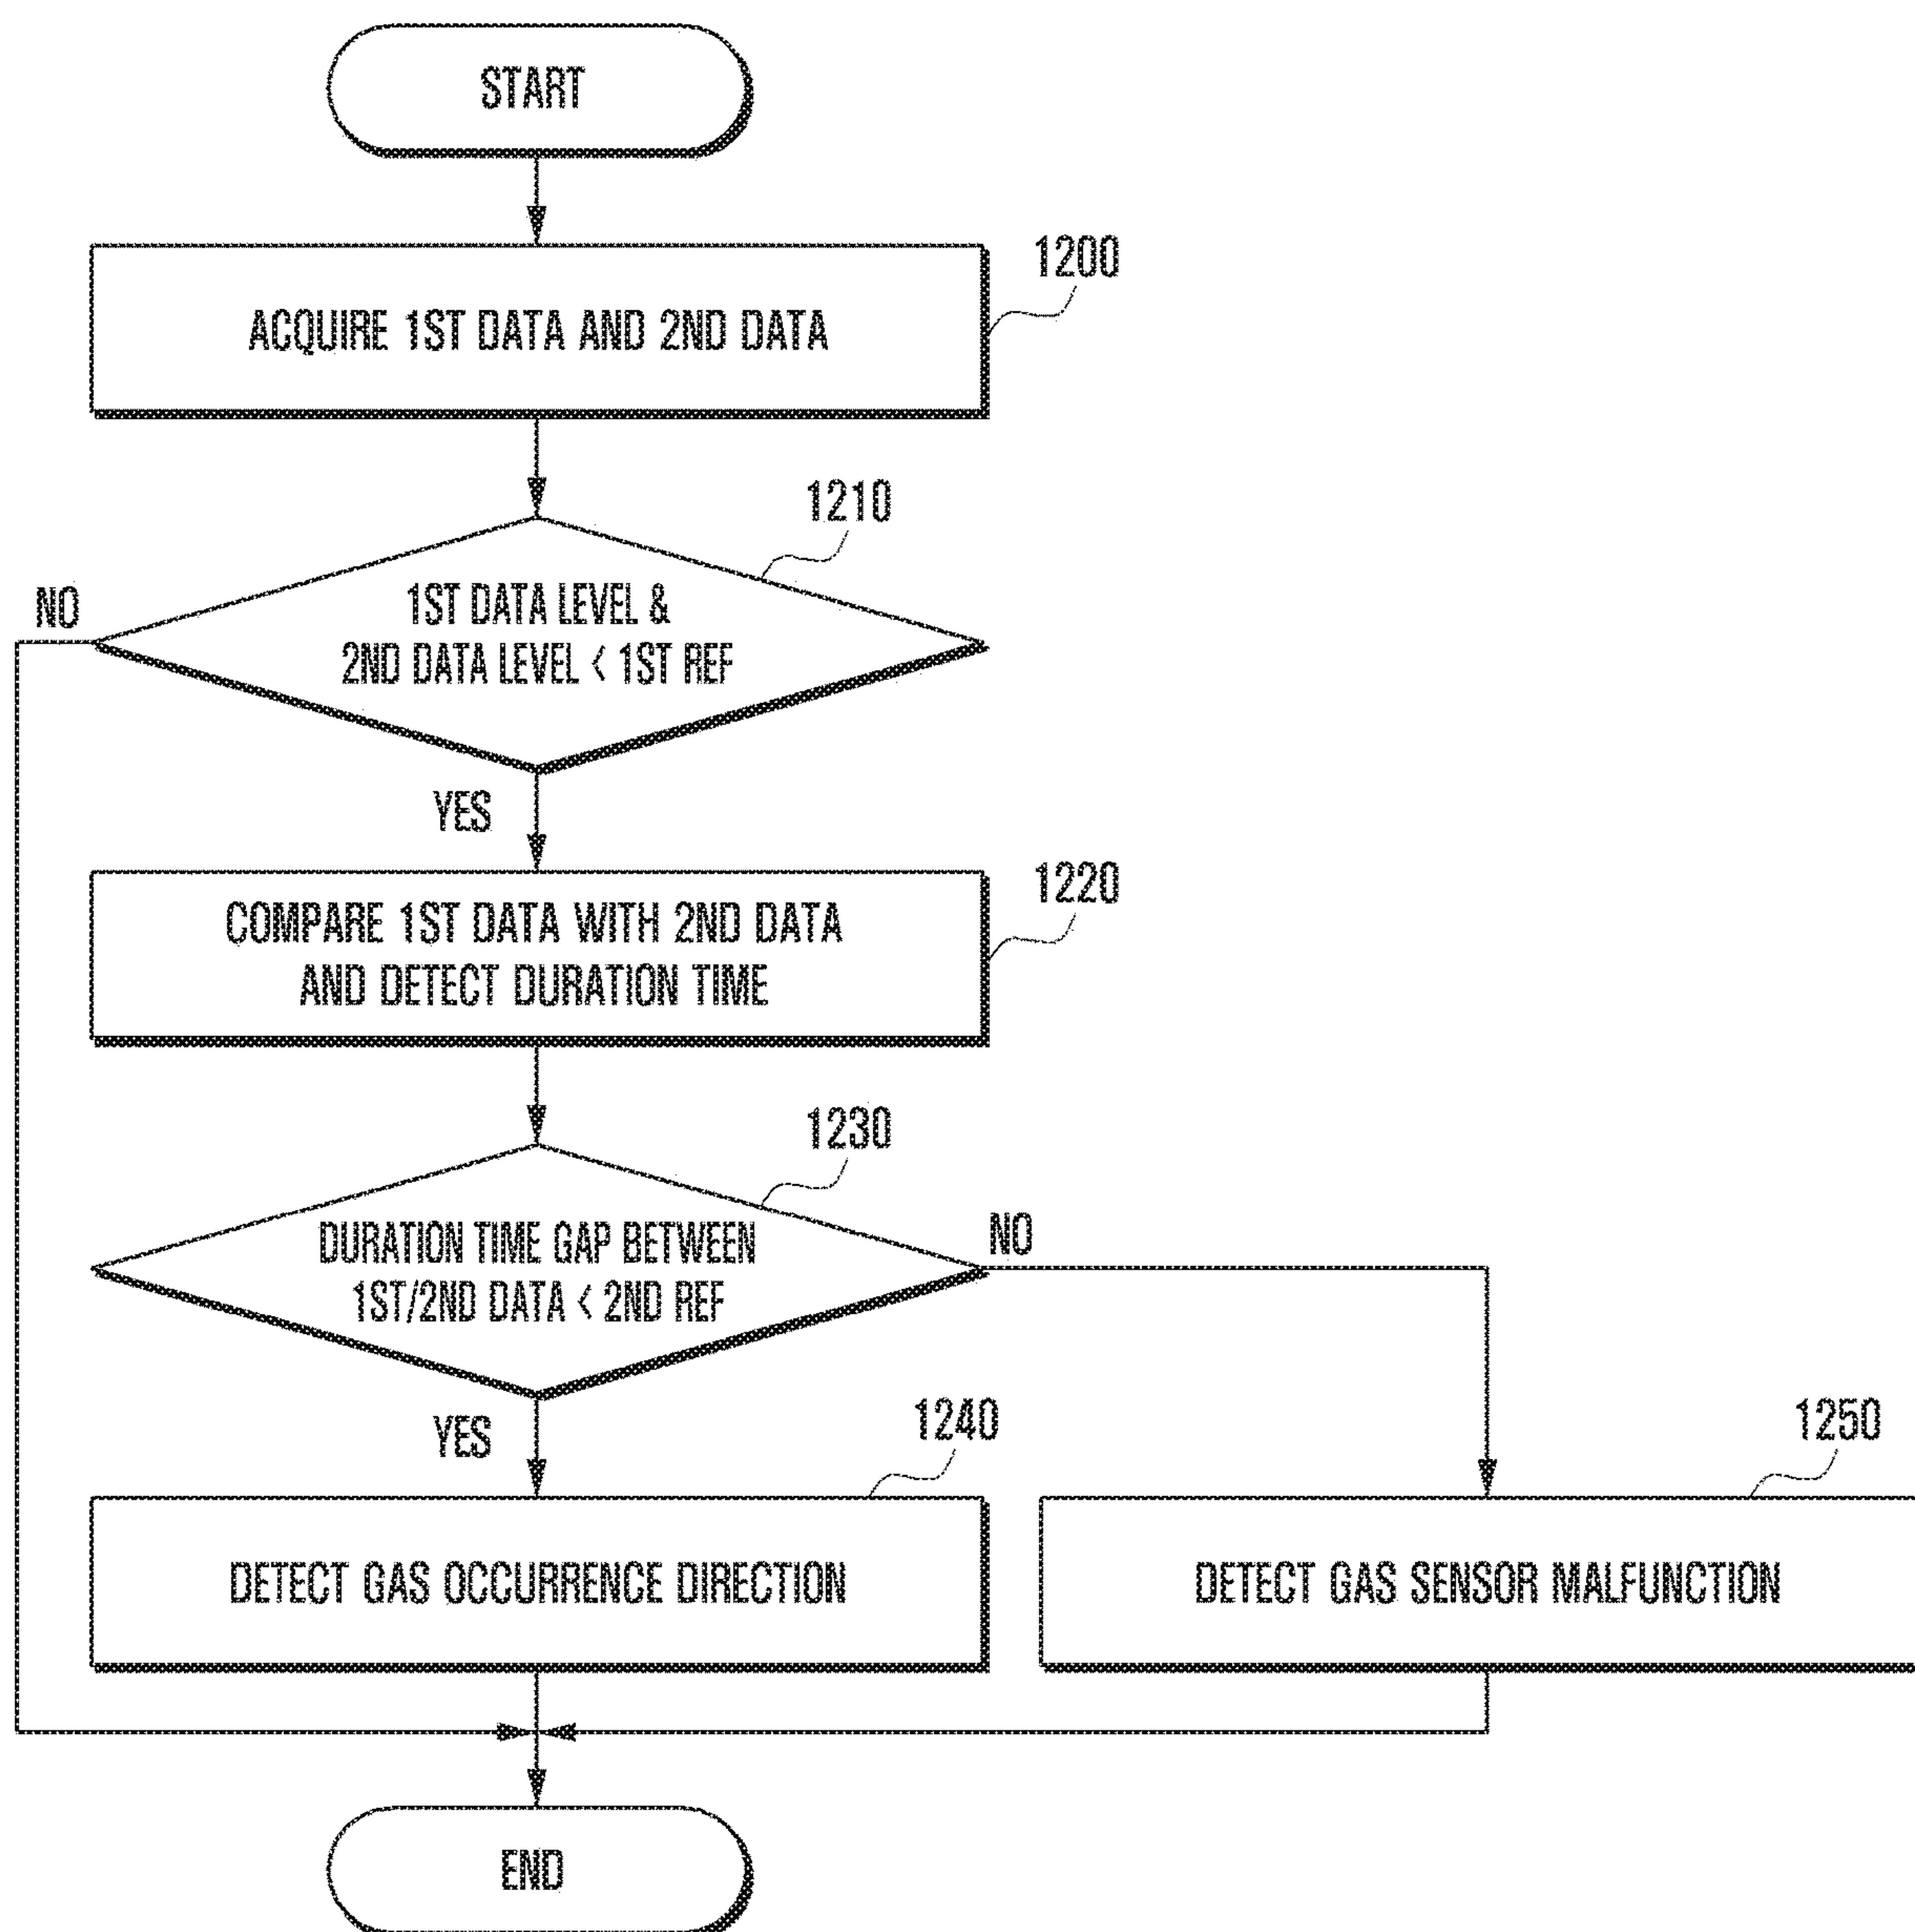 START
ACQUIRE 1ST DATA AND 2ND DATA
1200
1210
1ST DATA LEVEL &
2ND DATA LEVEL < 1ST REF
NO
YES
COMPARE 1ST DATA WITH 2ND DATA
AND DETECT DURATION TIME
1220
1230
DURATION TIME GAP BETWEEN
1ST/2ND DATA < 2ND REF
NO
YES
1240
DETECT GAS OCCURRENCE DIRECTION
1250
DETECT GAS SENSOR MALFUNCTION
END